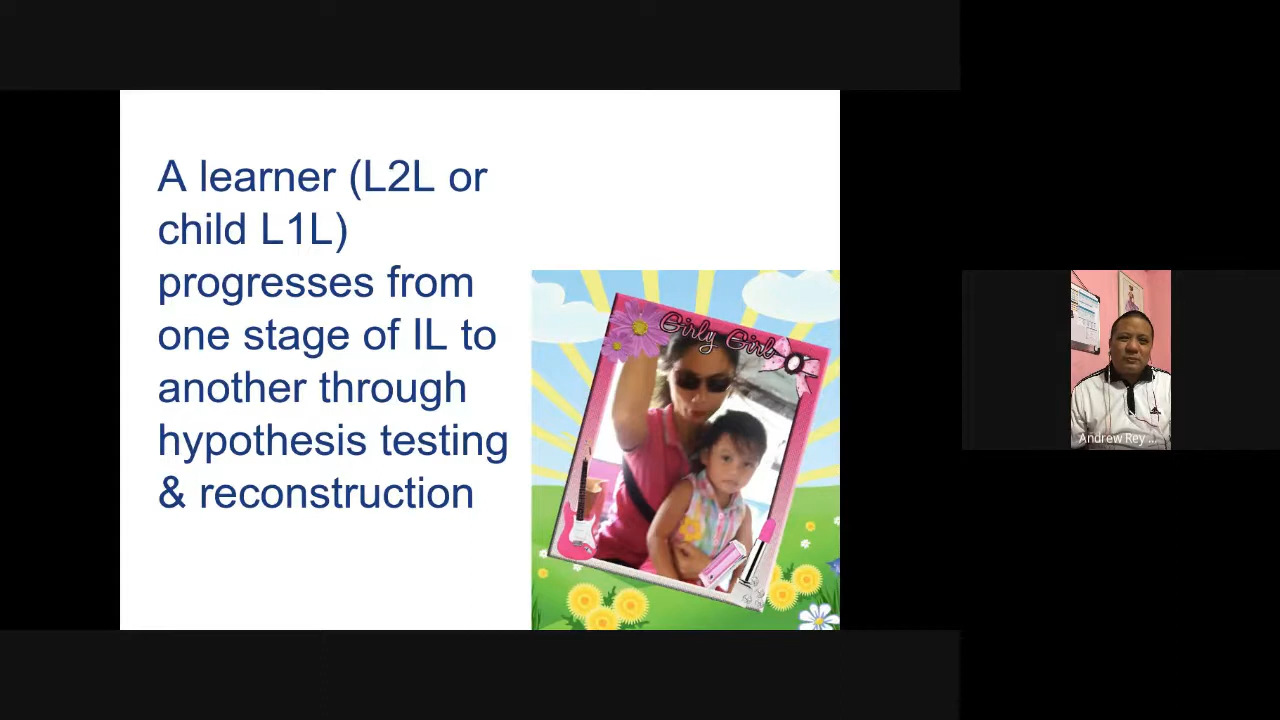 A learner (L2L or
child L1L)
progresses from
one stage of IL to
another through
hypothesis testing
& reconstruction
Girly Girl
Andrew Rey ...